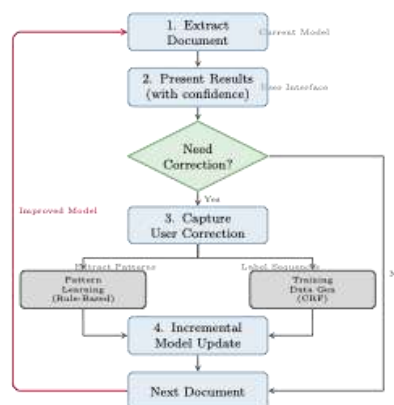 1. Extract
Document
Current Model
2. Present Results
(with confidence)
User Interface
Need
Correction?
Yes
Improved Model
3. Capture
User Correction
Extract Patterns
Label Sequences
Pattern
Learning
(Rule-Based)
Training
Data Gen
(CRF)
4. Incremental
Model Update
Next Document